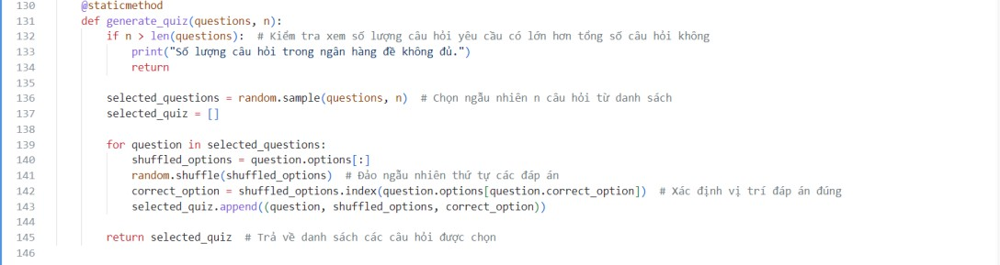 130 @staticmethod
131 def generate_quiz(questions, n):
132 if n > len(questions): # Kiểm tra xem số lượng câu hỏi yêu cầu có lớn hơn tổng số câu hỏi không
133 print("Số lượng câu hỏi trong ngân hàng đề không đủ.")
134 return
135
136 selected_questions = random.sample(questions, n) # Chọn ngẫu nhiên n câu hỏi từ danh sách
137 selected_quiz = []
138
139 for question in selected_questions:
140 shuffled_options = question.options[:]
141 random.shuffle(shuffled_options) # Đảo ngẫu nhiên thứ tự các đáp án
142 correct_option = shuffled_options.index(question.options[question.correct_option]) # Xác định vị trí đáp án đúng
143 selected_quiz.append((question, shuffled_options, correct_option))
144
145 return selected_quiz # Trả về danh sách các câu hỏi được chọn
146